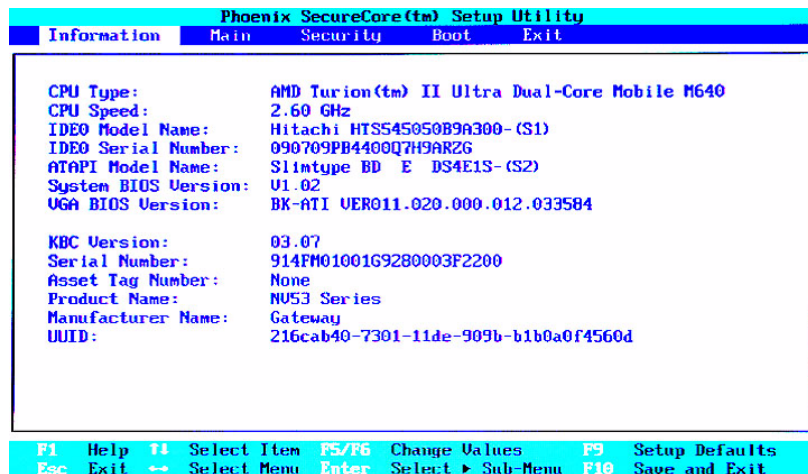 Phoenix SecureCore(tm) Setup Utility
Information Main Security Boot Exit
CPU Type: AMD Turion(tm) II Ultra Dual-Core Mobile M640
CPU Speed: 2.60 GHz
IDE0 Model Name: Hitachi HTS545050B9A300-(S1)
IDE0 Serial Number: 090709PB4400Q7H9ARZG
ATAPI Model Name: Slimtype BD E DS4E1S-(S2)
System BIOS Version: V1.02
VGA BIOS Version: BK-ATI VER011.020.000.012.033584
KBC Version: 03.07
Serial Number: 914FM01001G9280003F2200
Asset Tag Number: None
Product Name: NV53 Series
Manufacturer Name: Gateway
UUID: 216cab40-7301-11de-909b-b1b0a0f4560d
F1 Help ↑↓ Select Item F5/F6 Change Values F9 Setup Defaults
Esc Exit ↔ Select Menu Enter Select ▶ Sub-Menu F10 Save and Exit